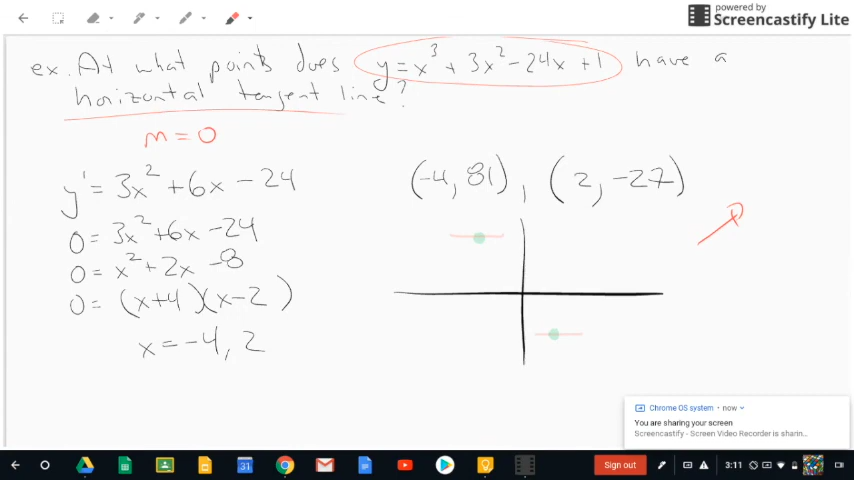 powered by
Screencastify Lite
ex. At what points does y = x³ + 3x² - 24x + 1 have a
horizontal tangent line?
m = 0
y' = 3x² + 6x - 24
0 = 3x² + 6x - 24
0 = x² + 2x - 8
0 = (x+4)(x-2)
x = -4, 2
(-4, 81), (2, -27)
Chrome OS system • now
You are sharing your screen
Screencastify - Screen Video Recorder is sharin...
31
Sign out
3:11